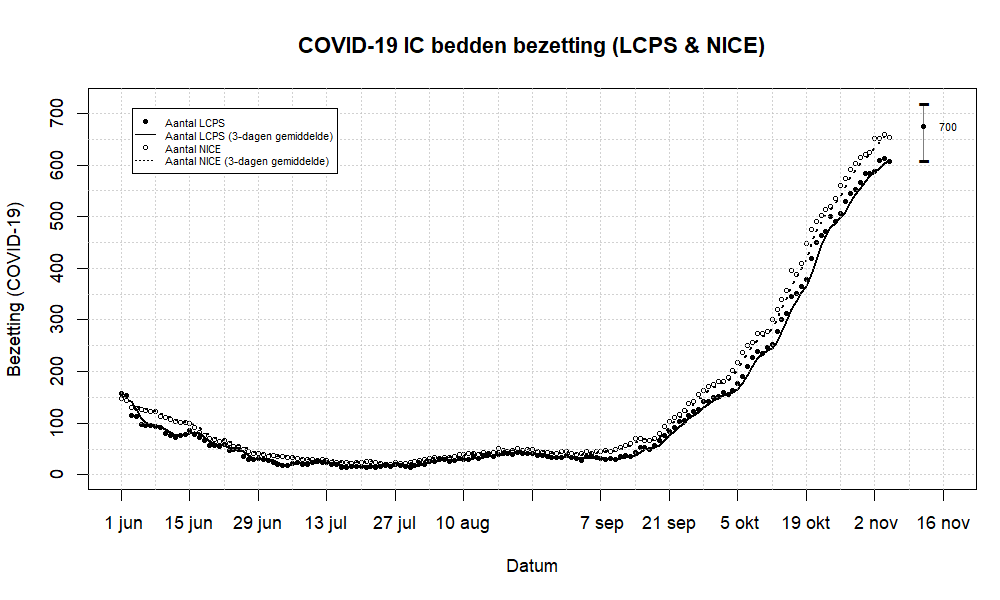 COVID-19 IC bedden bezetting (LCPS & NICE)
Aantal LCPS
Aantal LCPS (3-dagen gemiddelde)
Aantal NICE
Aantal NICE (3-dagen gemiddelde)
700
700
600
500
400
300
200
100
0
Bezetting (COVID-19)
1 jun 15 jun 29 jun 13 jul 27 jul 10 aug 7 sep 21 sep 5 okt 19 okt 2 nov 16 nov
Datum